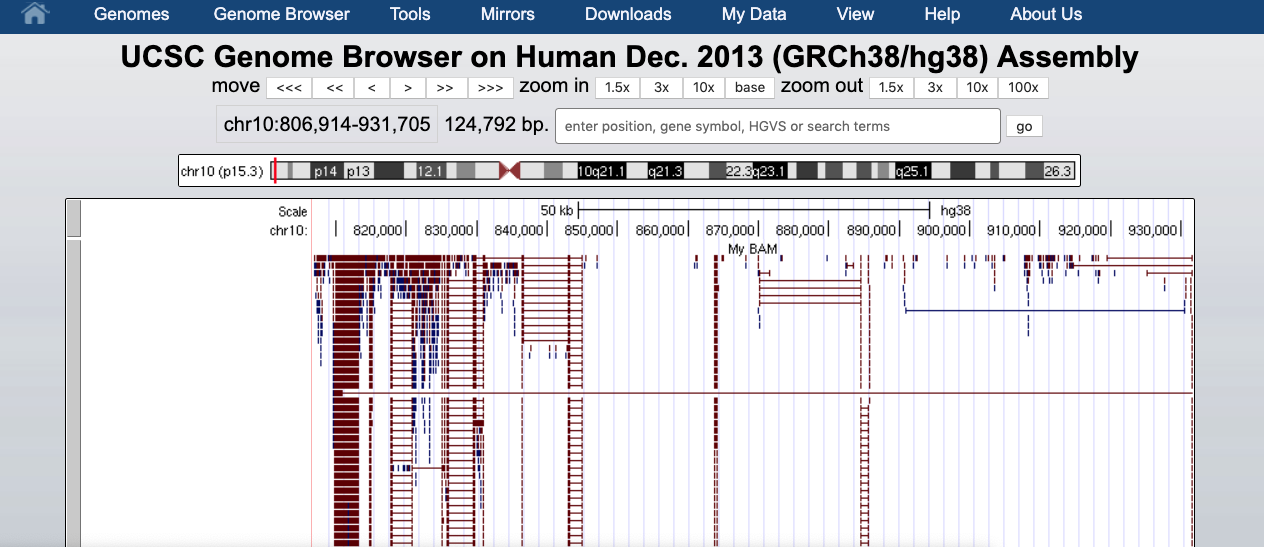 Genomes Genome Browser Tools Mirrors Downloads My Data View Help About Us
UCSC Genome Browser on Human Dec. 2013 (GRCh38/hg38) Assembly
move <<< << < > >> >>> zoom in 1.5x 3x 10x base zoom out 1.5x 3x 10x 100x
chr10:806,914-931,705 124,792 bp. enter position, gene symbol, HGVS or search terms go
chr10 (p15.3) p14 p13 12.1 10q21.1 q21.3 22.3 q23.1 q25.1 26.3
Scale 50 kb hg38
chr10: 820,000 830,000 840,000 850,000 860,000 870,000 880,000 890,000 900,000 910,000 920,000 930,000
My BAM